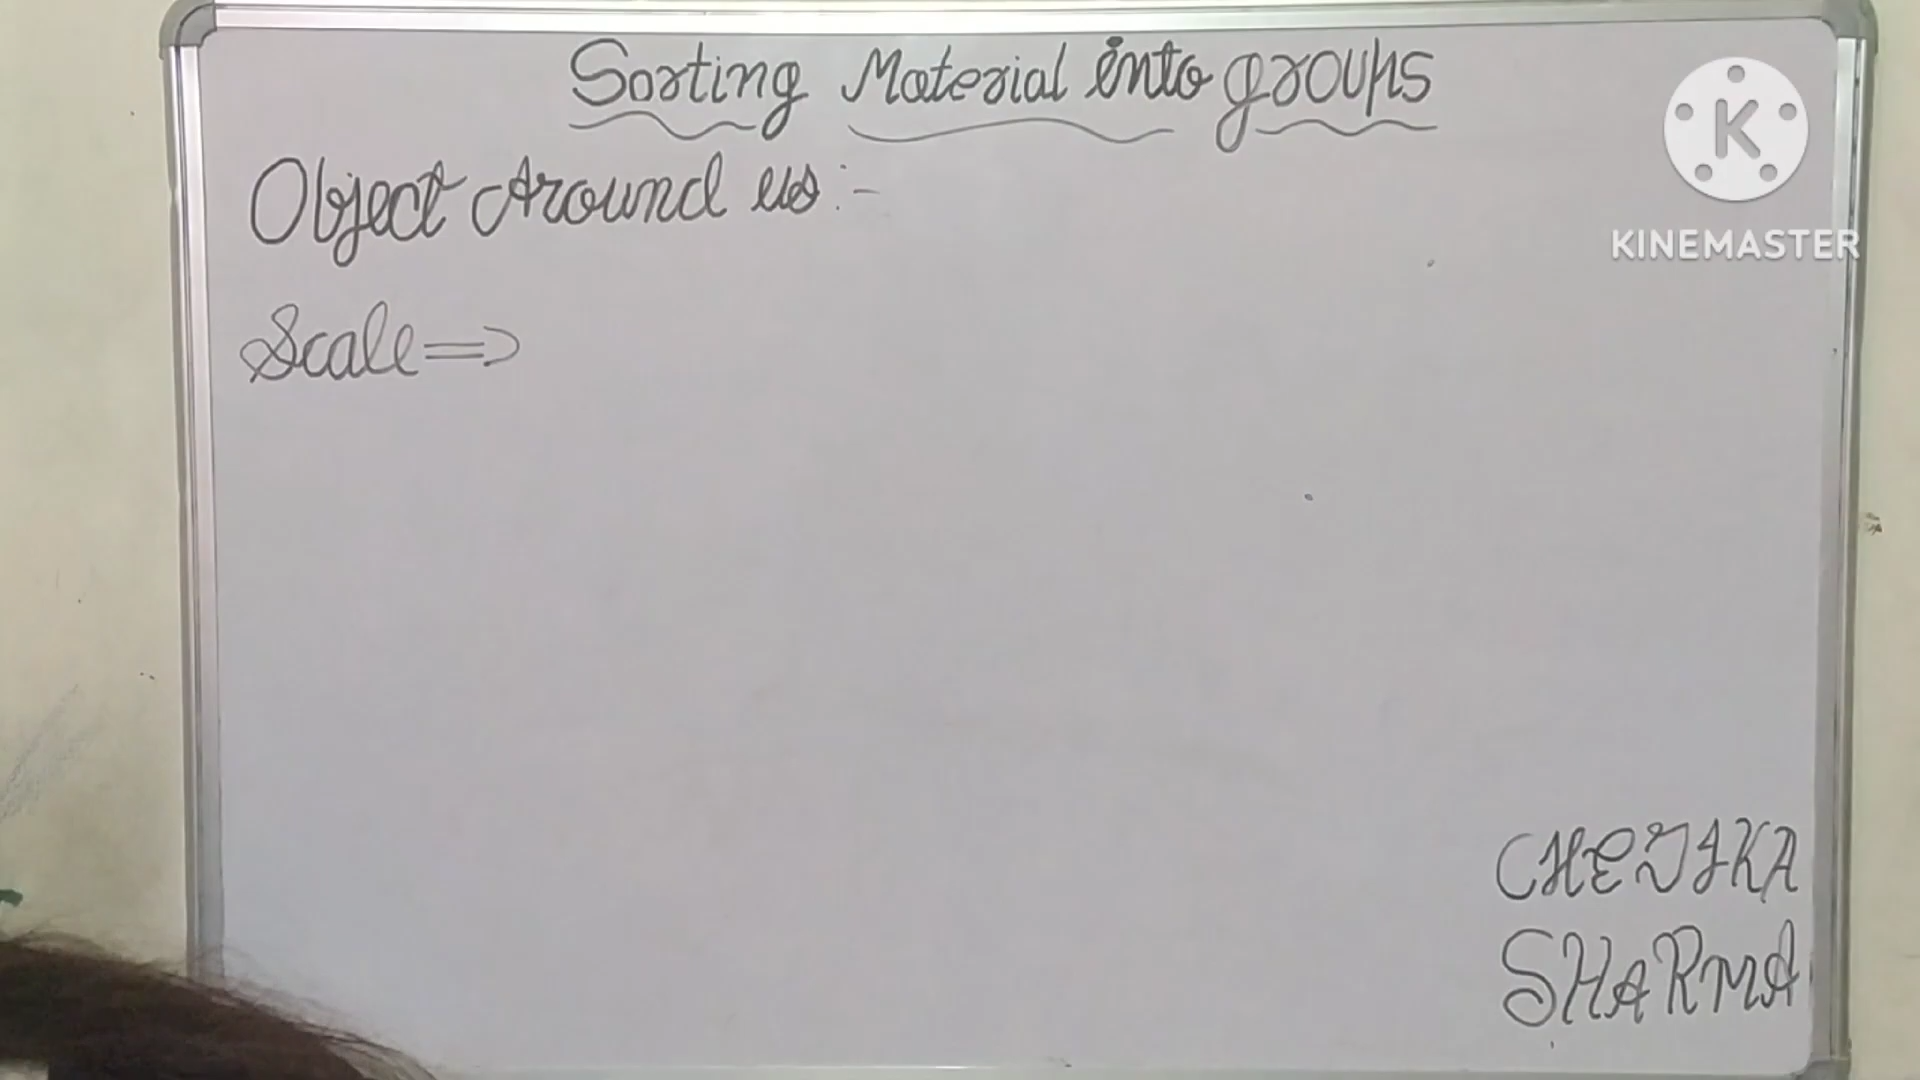 Sorting Material into groups
Object Around us :-
Scale =>
CHETIKA
SHARMA
K
KINEMASTER